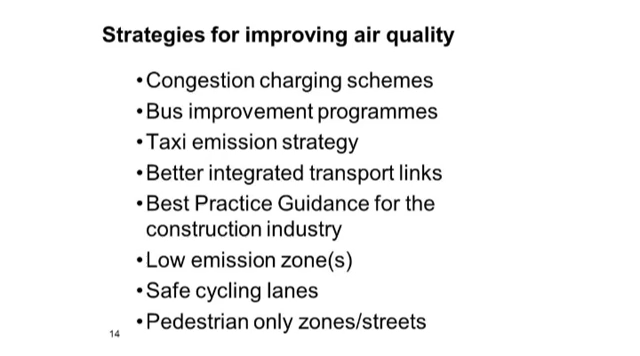 Strategies for improving air quality
•Congestion charging schemes
•Bus improvement programmes
•Taxi emission strategy
•Better integrated transport links
•Best Practice Guidance for the
construction industry
•Low emission zone(s)
•Safe cycling lanes
•Pedestrian only zones/streets
14